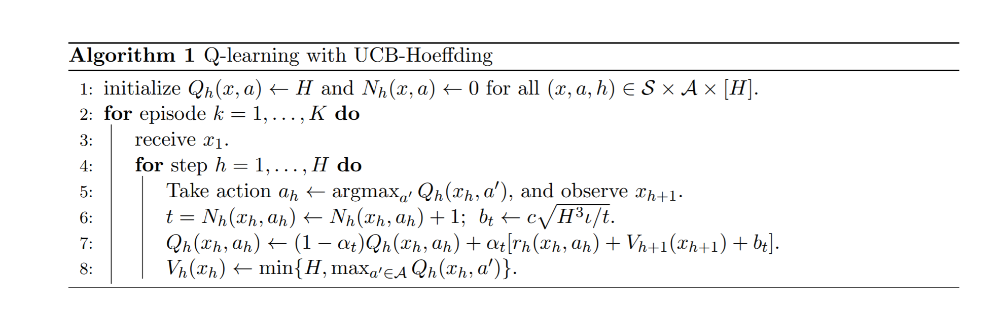 Algorithm 1 Q-learning with UCB-Hoeffding
1: initialize $Q_h(x, a) \leftarrow H$ and $N_h(x, a) \leftarrow 0$ for all $(x, a, h) \in \mathcal{S} \times \mathcal{A} \times [H]$.
2: for episode $k = 1, \ldots, K$ do
3: receive $x_1$.
4: for step $h = 1, \ldots, H$ do
5: Take action $a_h \leftarrow \mathrm{argmax}_{a'} Q_h(x_h, a')$, and observe $x_{h+1}$.
6: $t = N_h(x_h, a_h) \leftarrow N_h(x_h, a_h) + 1$; $b_t \leftarrow c\sqrt{H^3 \iota / t}$.
7: $Q_h(x_h, a_h) \leftarrow (1 - \alpha_t) Q_h(x_h, a_h) + \alpha_t [r_h(x_h, a_h) + V_{h+1}(x_{h+1}) + b_t]$.
8: $V_h(x_h) \leftarrow \min\{H, \max_{a' \in \mathcal{A}} Q_h(x_h, a')\}$.